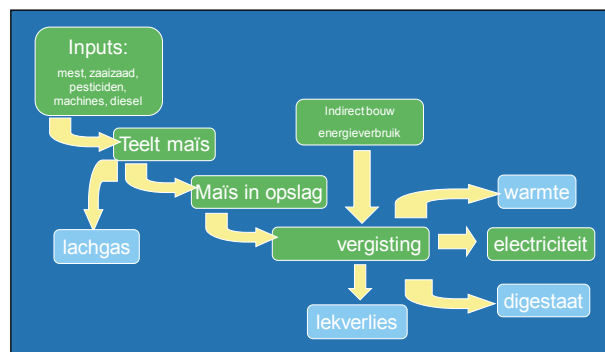 Inputs:
mest, zaaizaad,
pesticiden,
machines, diesel
Indirect bouw
energieverbruik
Teelt maïs
Maïs in opslag
warmte
lachgas
vergisting
electriciteit
digestaat
lekverlies